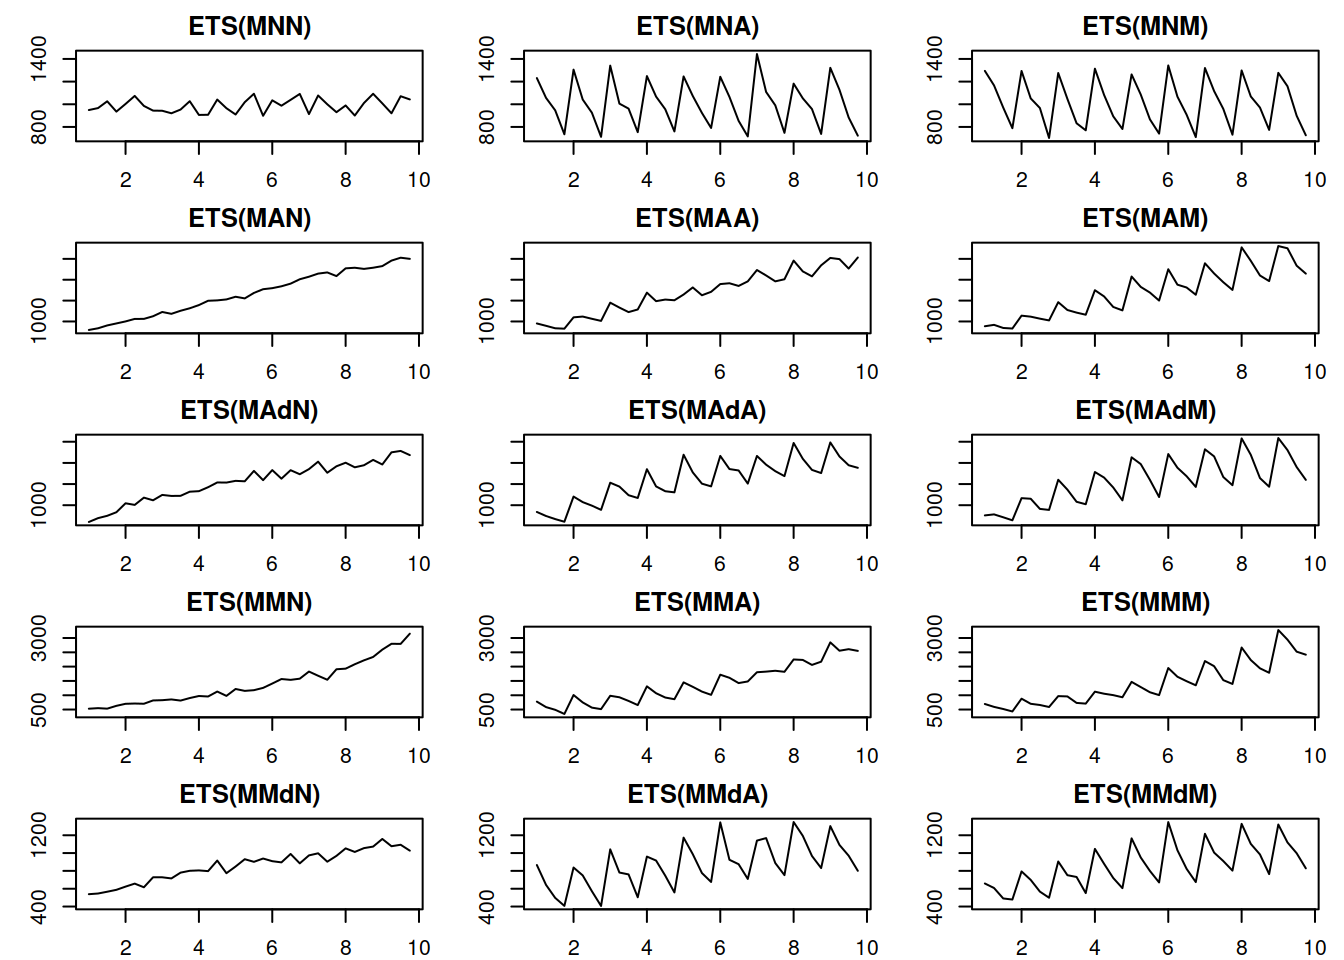 ETS(MNN) ETS(MNA) ETS(MNM)
1400 1400 1400
800 800 800
2 4 6 8 10 2 4 6 8 10 2 4 6 8 10
ETS(MAN) ETS(MAA) ETS(MAM)
1000 1000 1000
2 4 6 8 10 2 4 6 8 10 2 4 6 8 10
ETS(MAdN) ETS(MAdA) ETS(MAdM)
1000 1000 1000
2 4 6 8 10 2 4 6 8 10 2 4 6 8 10
ETS(MMN) ETS(MMA) ETS(MMM)
3000 3000 3000
500 500 500
2 4 6 8 10 2 4 6 8 10 2 4 6 8 10
ETS(MMdN) ETS(MMdA) ETS(MMdM)
1200 1200 1200
400 400 400
2 4 6 8 10 2 4 6 8 10 2 4 6 8 10